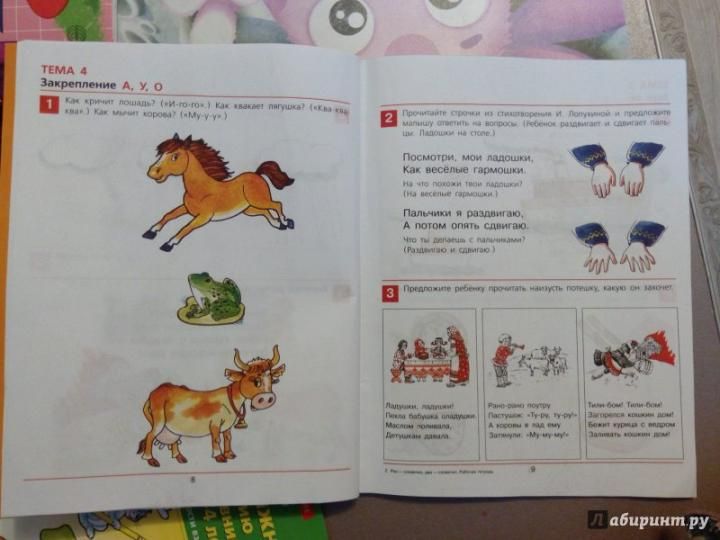 ТЕМА 4
Закрепление А, У, О
1 Как кричит лошадь? («И-го-го».) Как квакает лягушка? («Ква-ква-
ква».) Как мычит корова? («Му-у-у».)
8
2 Прочитайте строчки из стихотворения И. Лопухиной и предложите
малышу ответить на вопросы. (Ребёнок раздвигает и сдвигает паль-
цы. Ладошки на столе.)
Посмотри, мои ладошки,
Как весёлые гармошки.
На что похожи твои ладошки?
(На весёлые гармошки.)
Пальчики я раздвигаю,
А потом опять сдвигаю.
Что ты делаешь с пальчиками?
(Раздвигаю и сдвигаю.)
3 Предложите ребёнку прочитать наизусть потешку, какую он захочет.
Ладушки, ладушки!
Пекла бабушка оладушки.
Маслом поливала,
Детушкам давала.
Рано-рано поутру
Пастушок: «Ту-ру, ту-ру!»
А коровы в лад ему
Затянули: «Му-му-му!»
Тили-бом! Тили-бом!
Загорелся кошкин дом!
Бежит курица с ведром
Заливать кошкин дом!
2 Раз — словечко, два — словечко. Рабочая тетрадь
9
Лабиринт.ру